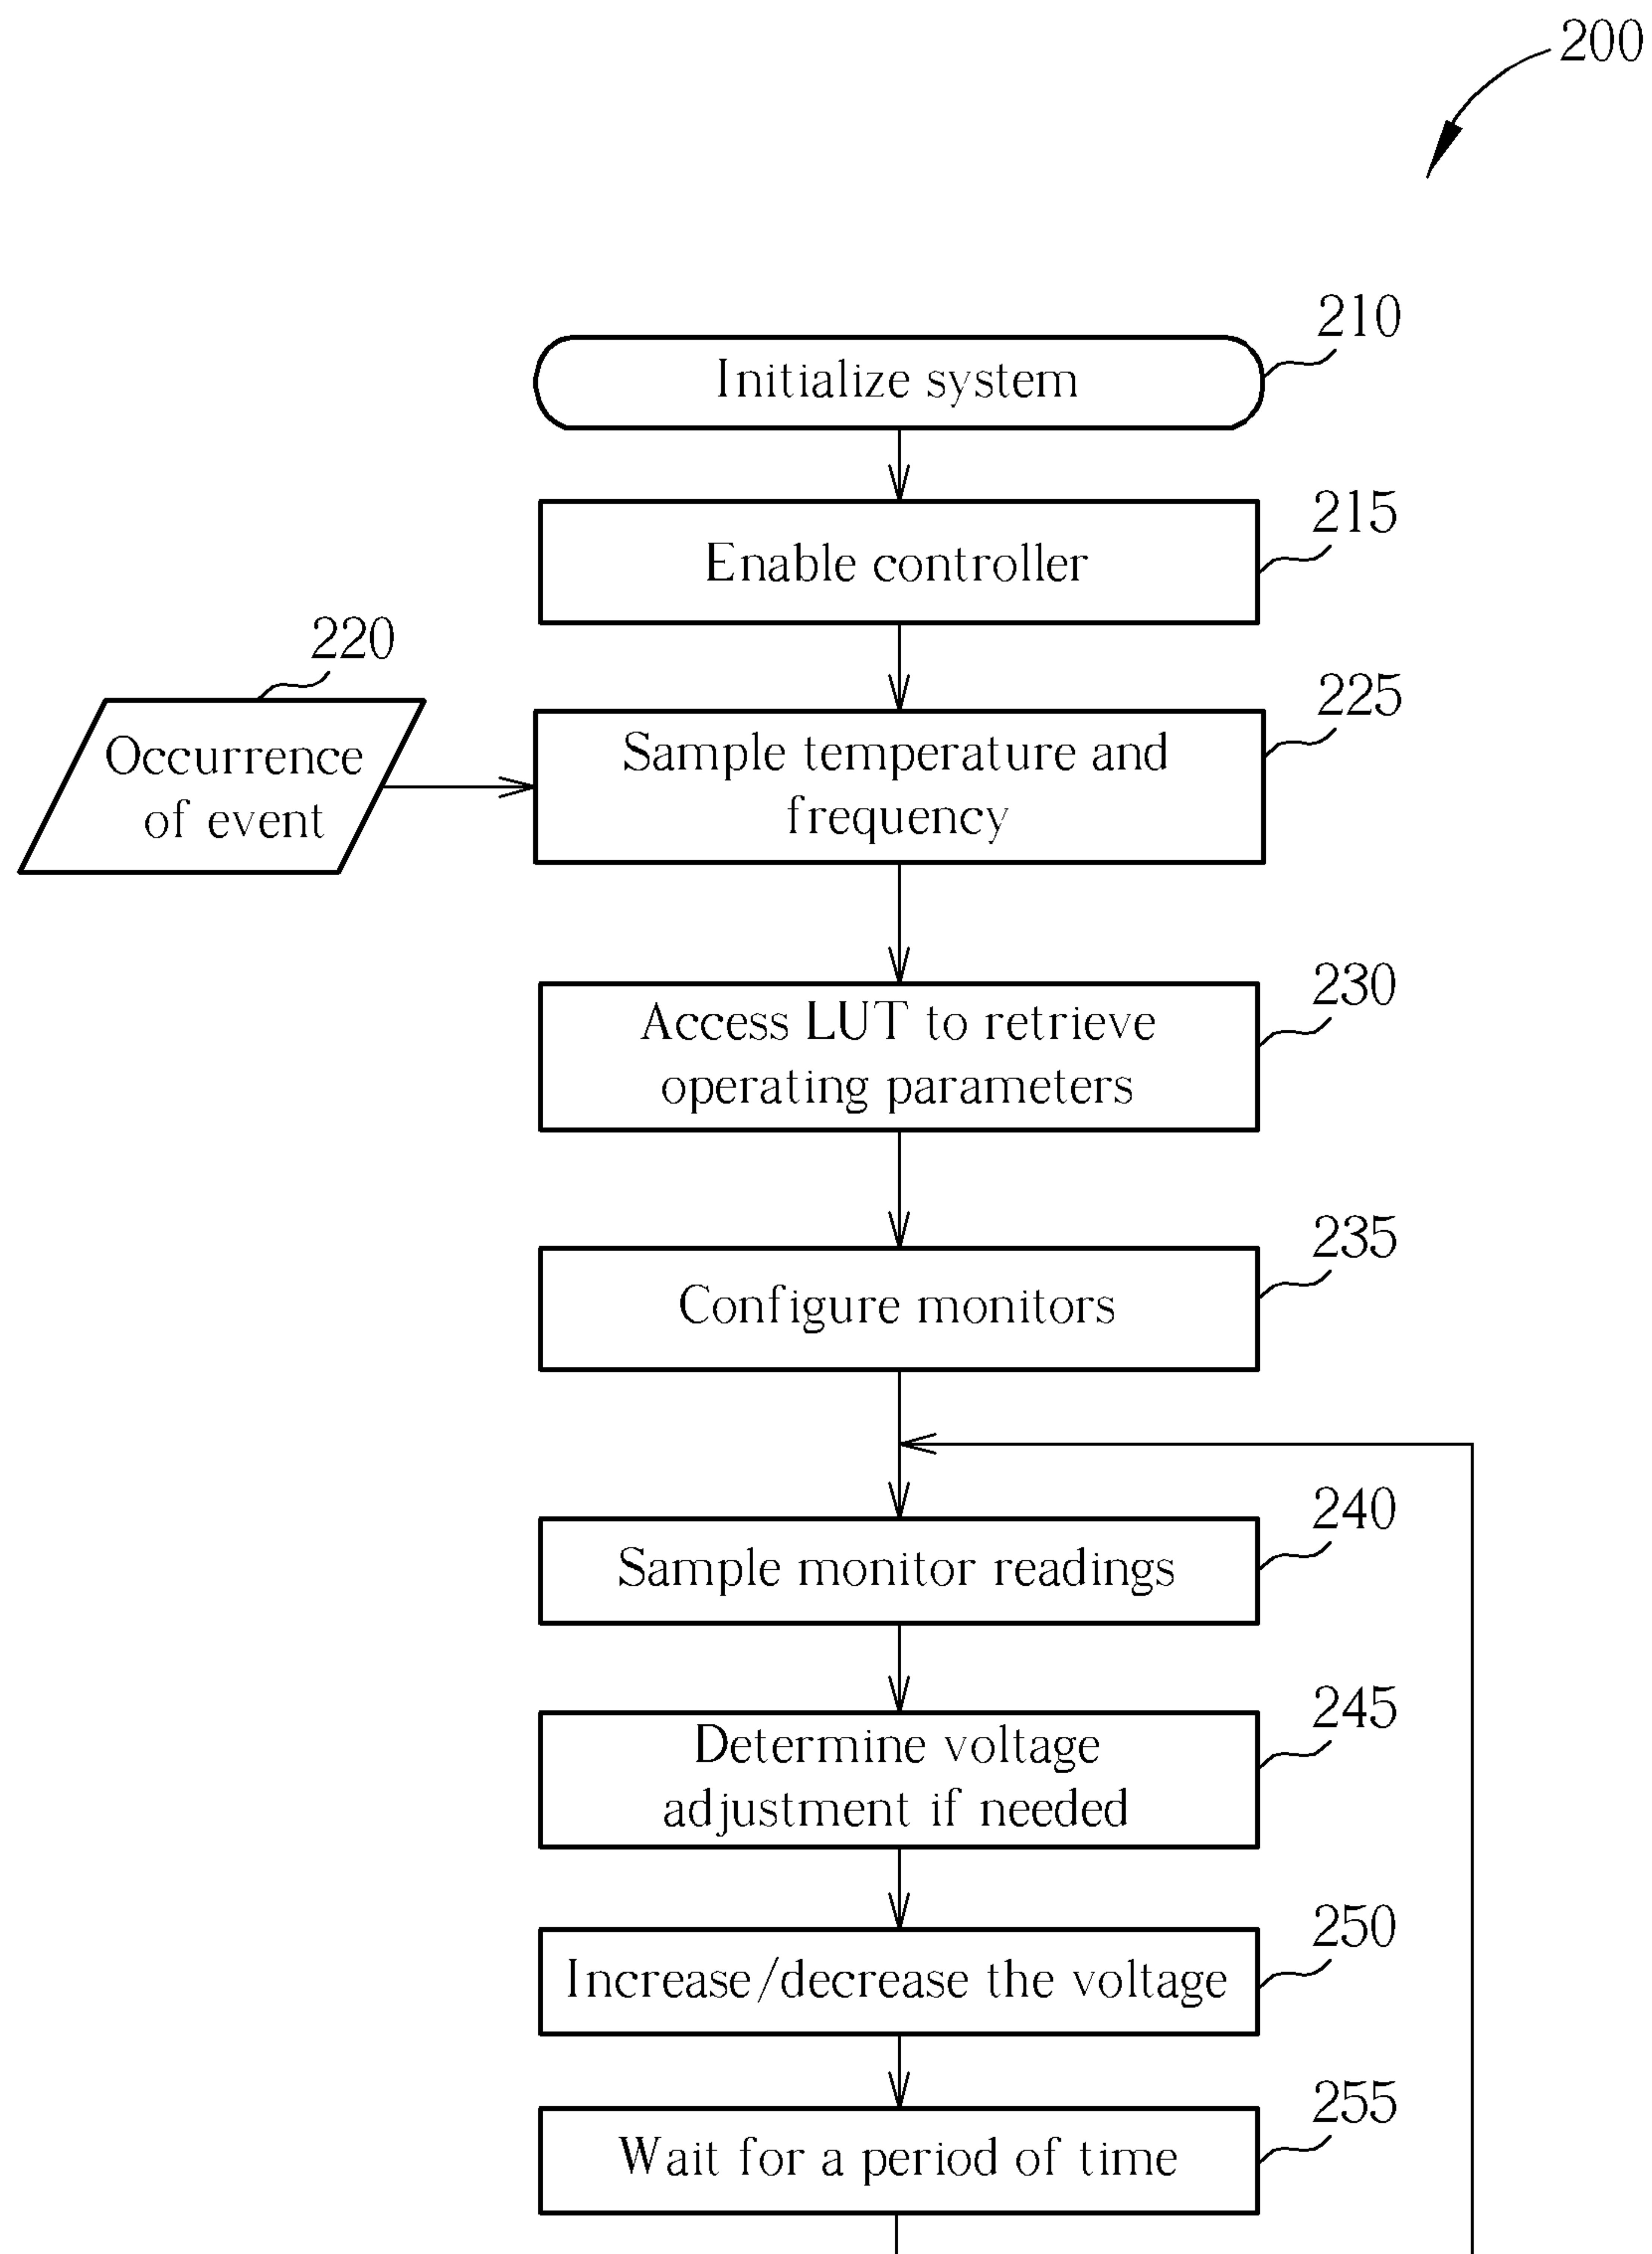 200
210
Initialize system
215
Enable controller
220
Occurrence
of event
225
Sample temperature and
frequency
230
Access LUT to retrieve
operating parameters
235
Configure monitors
240
Sample monitor readings
245
Determine voltage
adjustment if needed
250
Increase/decrease the voltage
255
Wait for a period of time